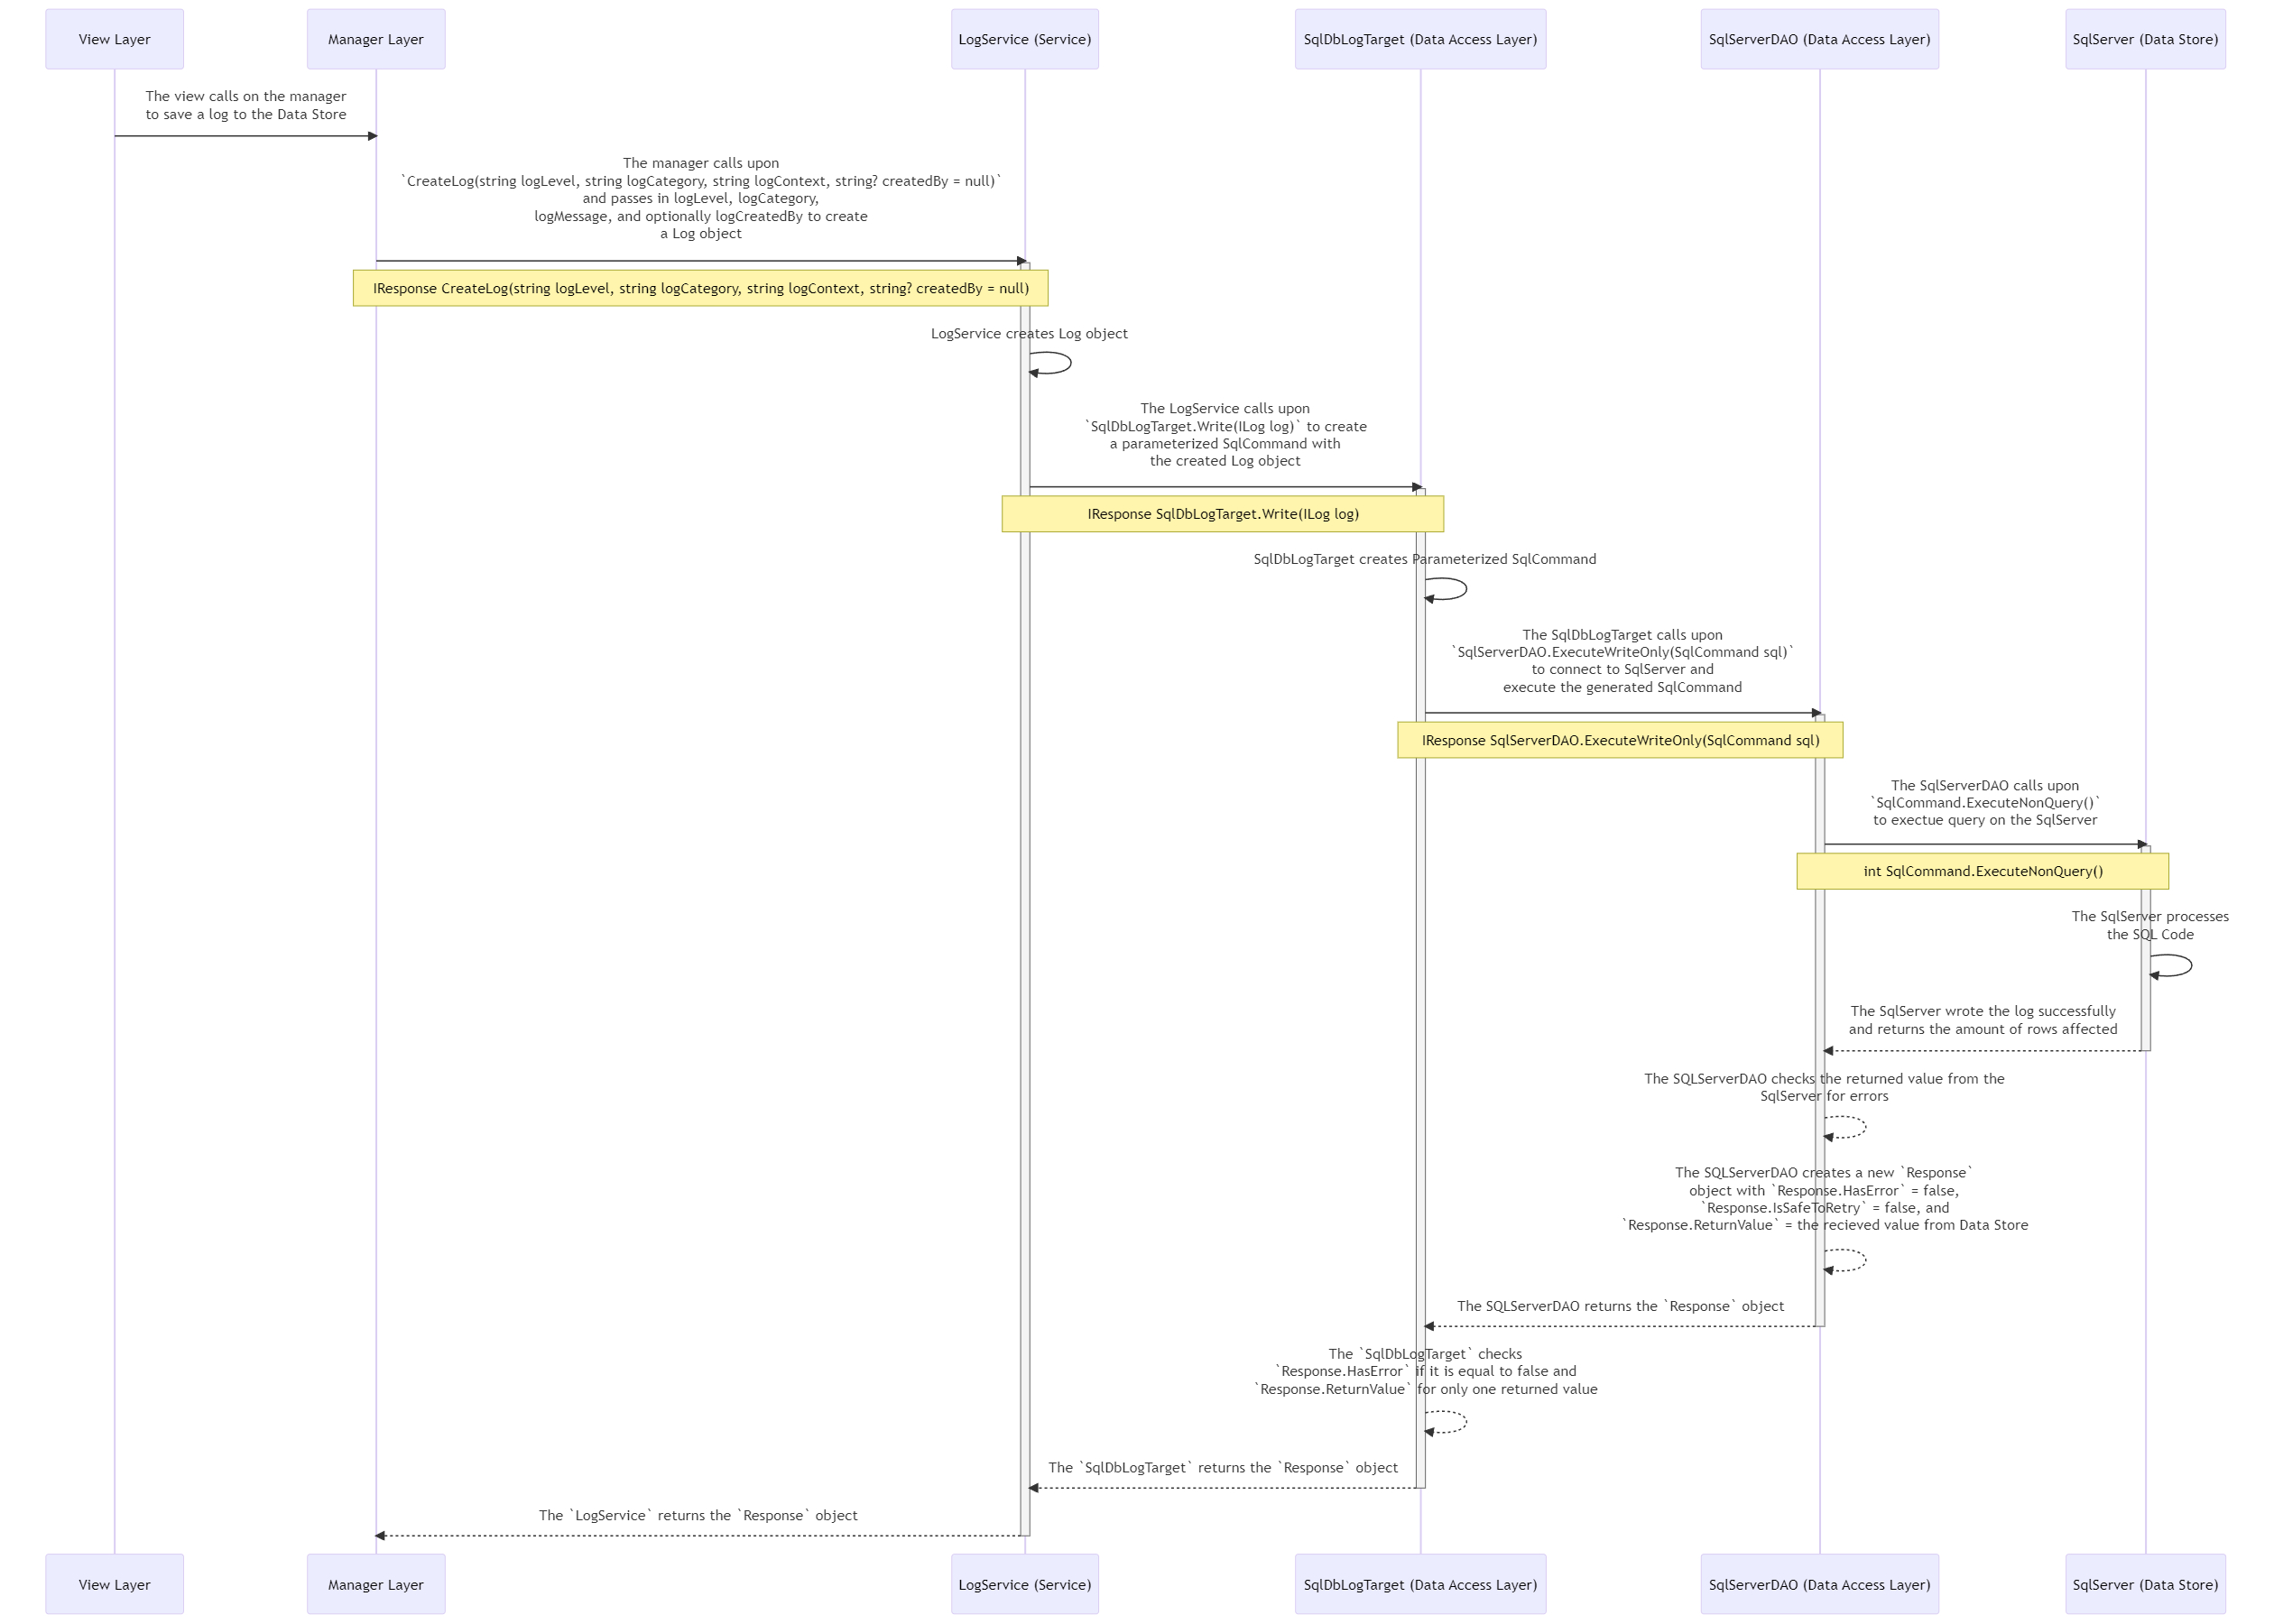 View Layer
Manager Layer
LogService (Service)
SqlDbLogTarget (Data Access Layer)
SqlServerDAO (Data Access Layer)
SqlServer (Data Store)
The view calls on the manager
to save a log to the Data Store
The manager calls upon
`CreateLog(string logLevel, string logCategory, string logContext, string? createdBy = null)`
and passes in logLevel, logCategory,
logMessage, and optionally logCreatedBy to create
a Log object
IResponse CreateLog(string logLevel, string logCategory, string logContext, string? createdBy = null)
LogService creates Log object
The LogService calls upon
`SqlDbLogTarget.Write(ILog log)` to create
a parameterized SqlCommand with
the created Log object
IResponse SqlDbLogTarget.Write(ILog log)
SqlDbLogTarget creates Parameterized SqlCommand
The SqlDbLogTarget calls upon
`SqlServerDAO.ExecuteWriteOnly(SqlCommand sql)`
to connect to SqlServer and
execute the generated SqlCommand
IResponse SqlServerDAO.ExecuteWriteOnly(SqlCommand sql)
The SqlServerDAO calls upon
`SqlCommand.ExecuteNonQuery()`
to exectue query on the SqlServer
int SqlCommand.ExecuteNonQuery()
The SqlServer processes
the SQL Code
The SqlServer wrote the log successfully
and returns the amount of rows affected
The SQLServerDAO checks the returned value from the
SqlServer for errors
The SQLServerDAO creates a new `Response`
object with `Response.HasError` = false,
`Response.IsSafeToRetry` = false, and
`Response.ReturnValue` = the recieved value from Data Store
The SQLServerDAO returns the `Response` object
The `SqlDbLogTarget` checks
`Response.HasError` if it is equal to false and
`Response.ReturnValue` for only one returned value
The `SqlDbLogTarget` returns the `Response` object
The `LogService` returns the `Response` object
View Layer
Manager Layer
LogService (Service)
SqlDbLogTarget (Data Access Layer)
SqlServerDAO (Data Access Layer)
SqlServer (Data Store)